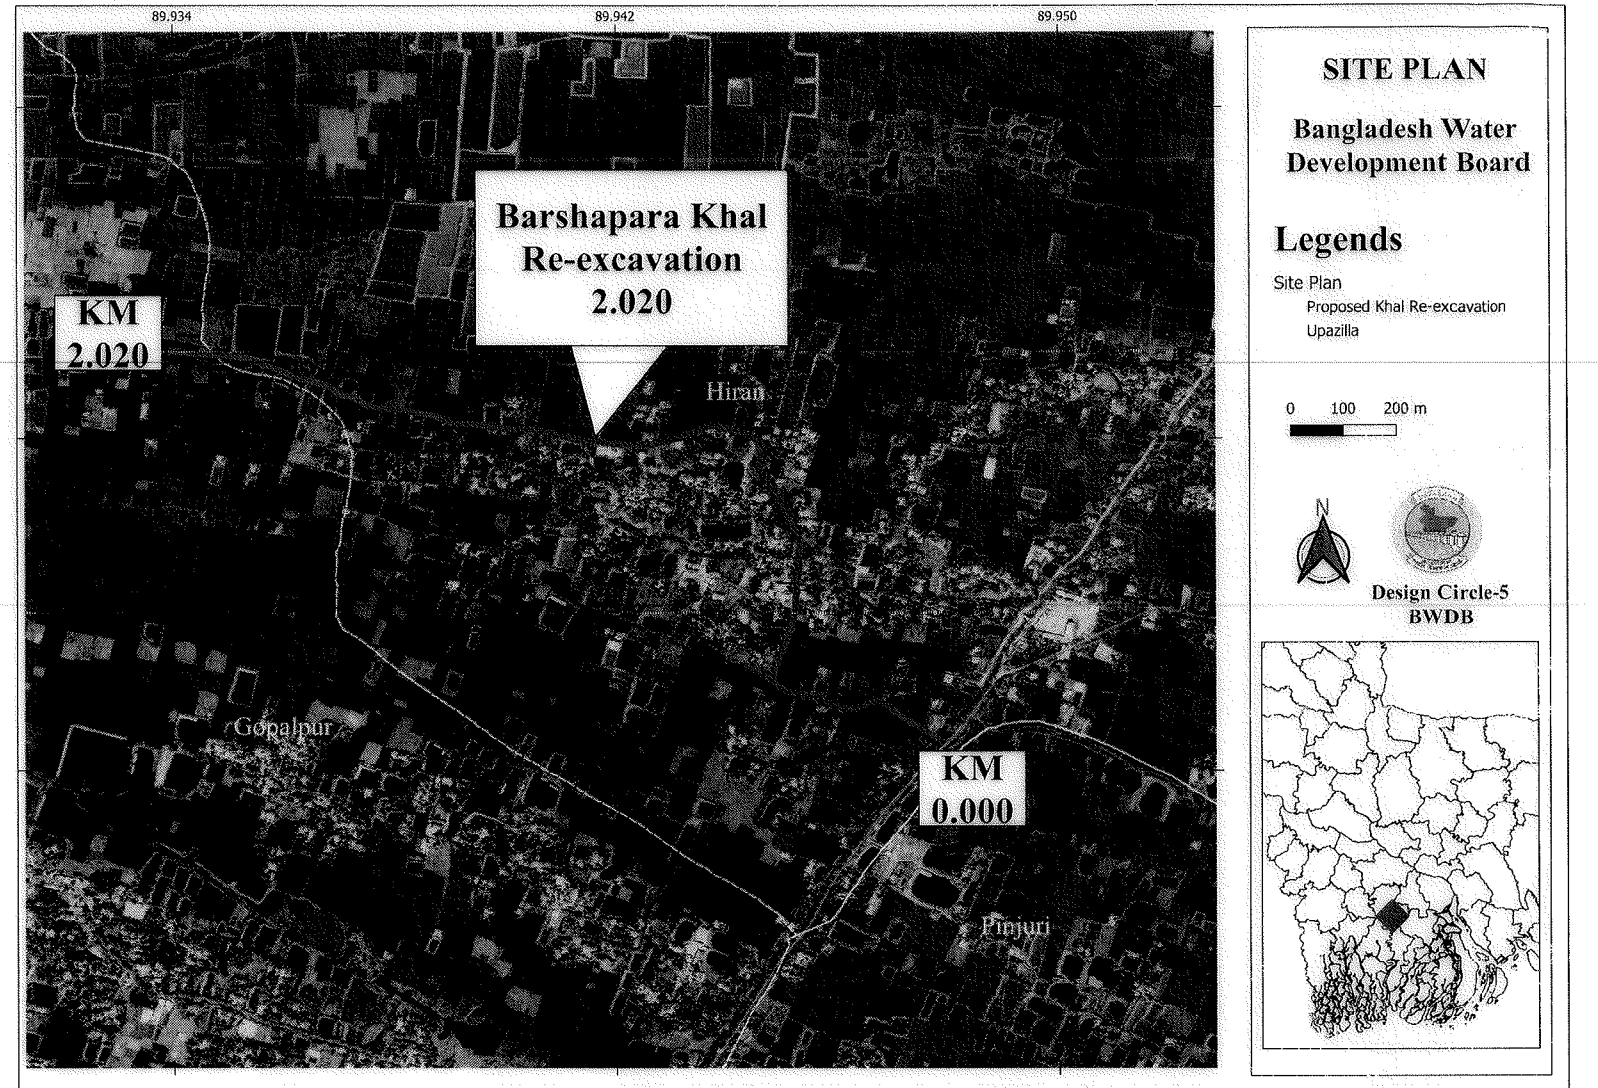 89.934
89.942
89.950
Barshapara Khal
Re-excavation
2.020
KM
2.020
Hiran
Gopalpur
KM
0.000
Pinjuri
SITE PLAN
Bangladesh Water
Development Board
Legends
Site Plan
Proposed Khal Re-excavation
Upazilla
0 100 200 m
N
Design Circle-5
BWDB